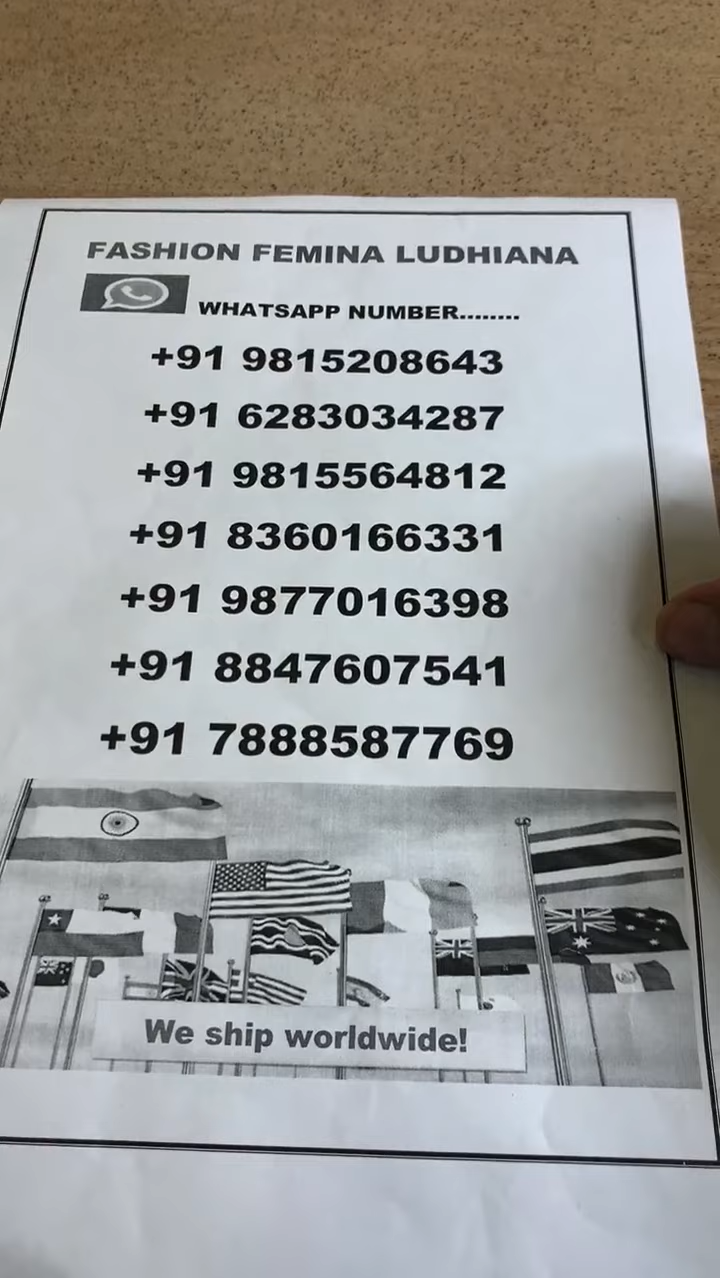 FASHION FEMINA LUDHIANA
WHATSAPP NUMBER........
+91 9815208643
+91 6283034287
+91 9815564812
+91 8360166331
+91 9877016398
+91 8847607541
+91 7888587769
We ship worldwide!